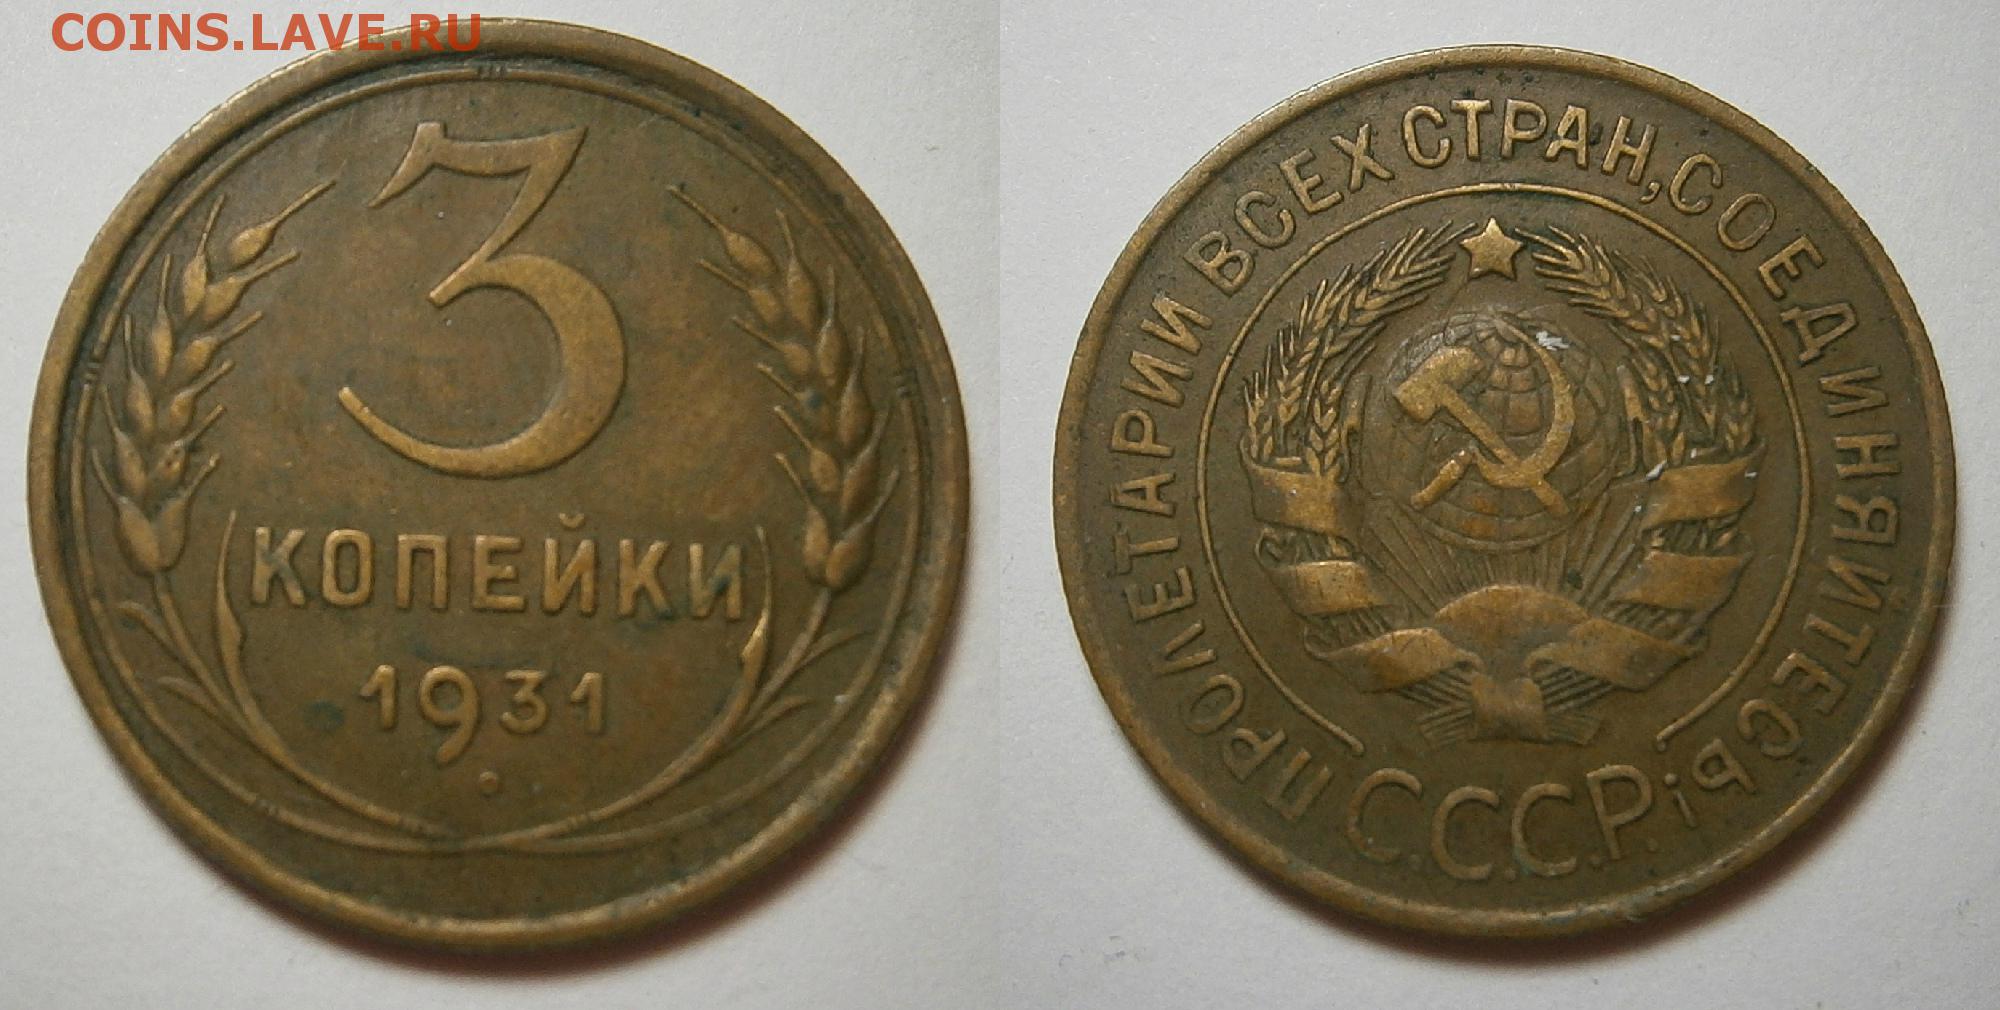 COINS.LAVE.RU
3
КОПЕЙКИ
1931
ПРОЛЕТАРИИ ВСЕХ СТРАН, СОЕДИНЯЙТЕСЬ!
С.С.С.Р.